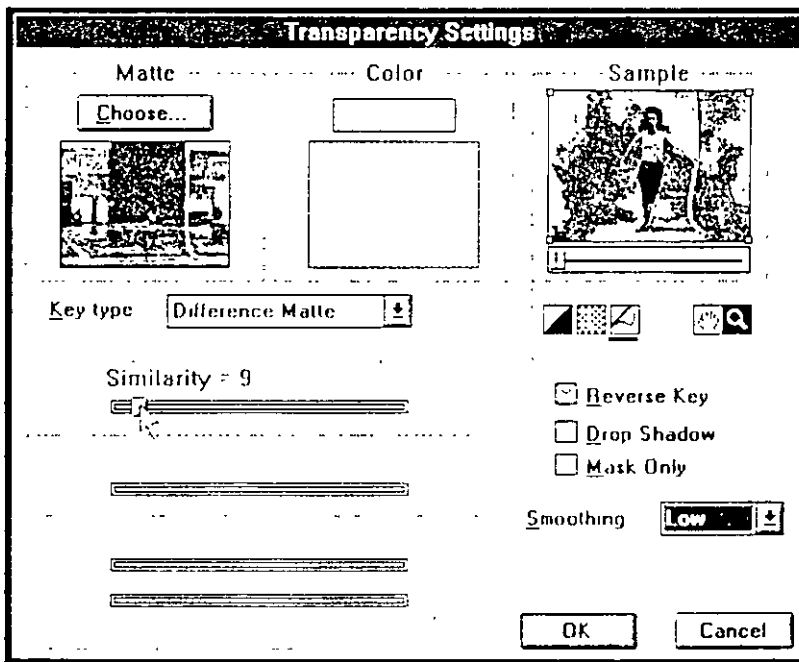 Transparency Settings
Matte Color Sample
Choose...
Key type Difference Matte
Similarity = 9
Reverse Key
Drop Shadow
Mask Only
Smoothing Low
OK Cancel